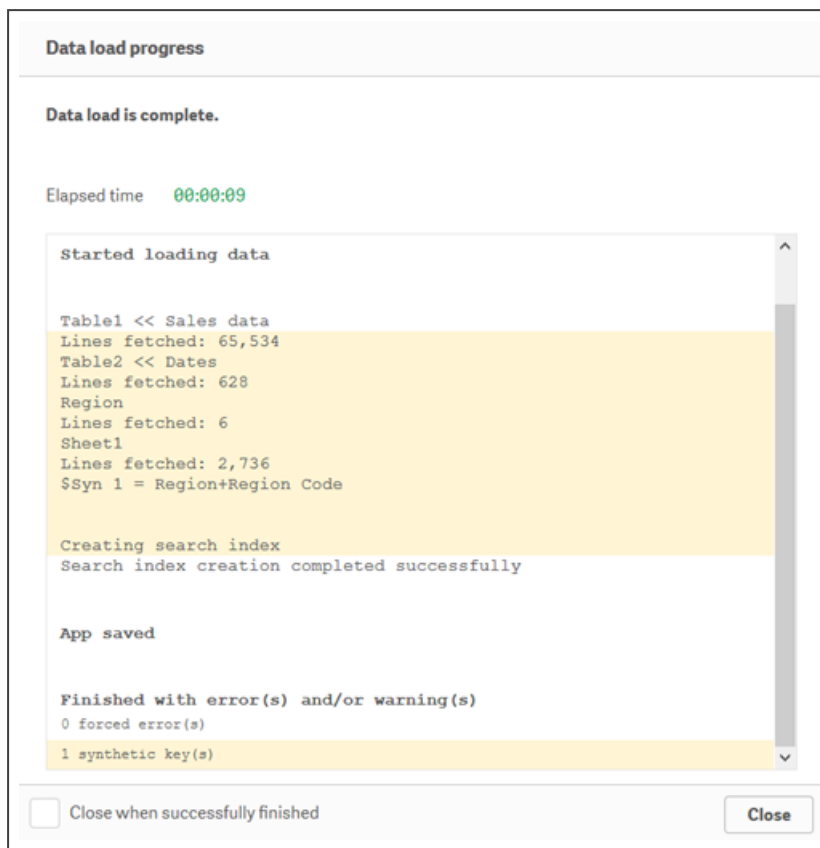 Data load progress
Data load is complete.
Elapsed time 00:00:09
Started loading data
Table1 << Sales data
Lines fetched: 65,534
Table2 << Dates
Lines fetched: 628
Region
Lines fetched: 6
Sheet1
Lines fetched: 2,736
$Syn 1 = Region+Region Code
Creating search index
Search index creation completed successfully
App saved
Finished with error(s) and/or warning(s)
0 forced error(s)
1 synthetic key(s)
Close when successfully finished
Close